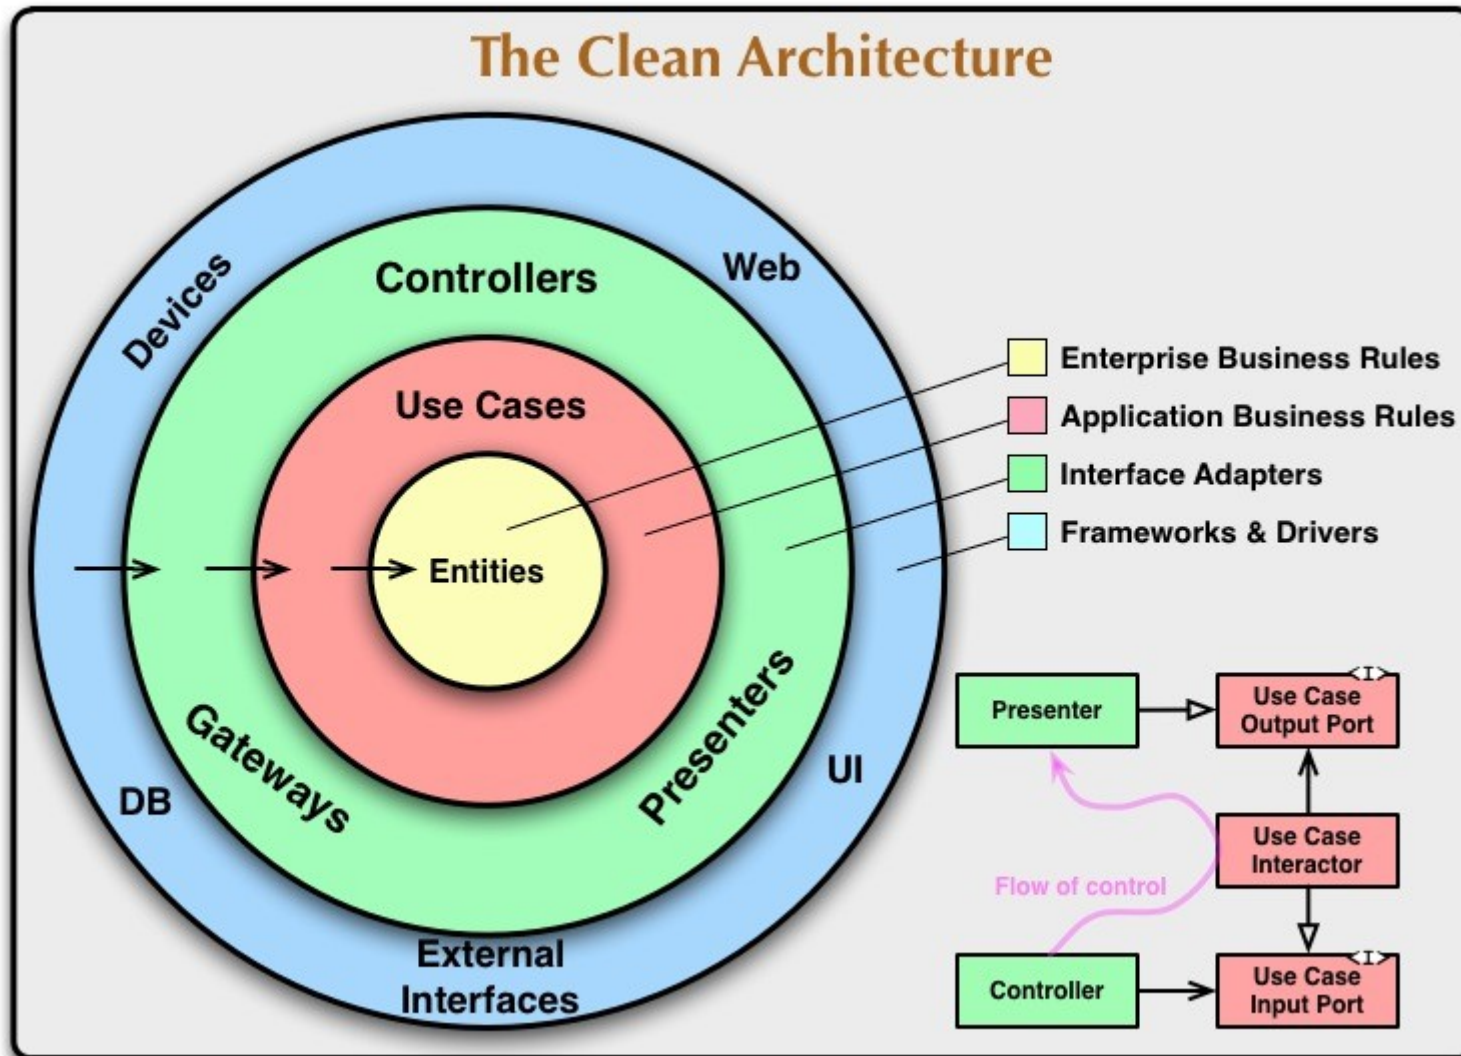 The Clean Architecture
Devices
Web
Controllers
Use Cases
Entities
Gateways
Presenters
DB
UI
External
Interfaces
Enterprise Business Rules
Application Business Rules
Interface Adapters
Frameworks & Drivers
Presenter
<I>
Use Case
Output Port
Use Case
Interactor
Flow of control
Controller
<I>
Use Case
Input Port